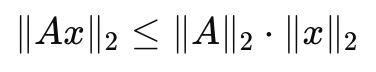 ‖Ax‖₂ ≤ ‖A‖₂ · ‖x‖₂